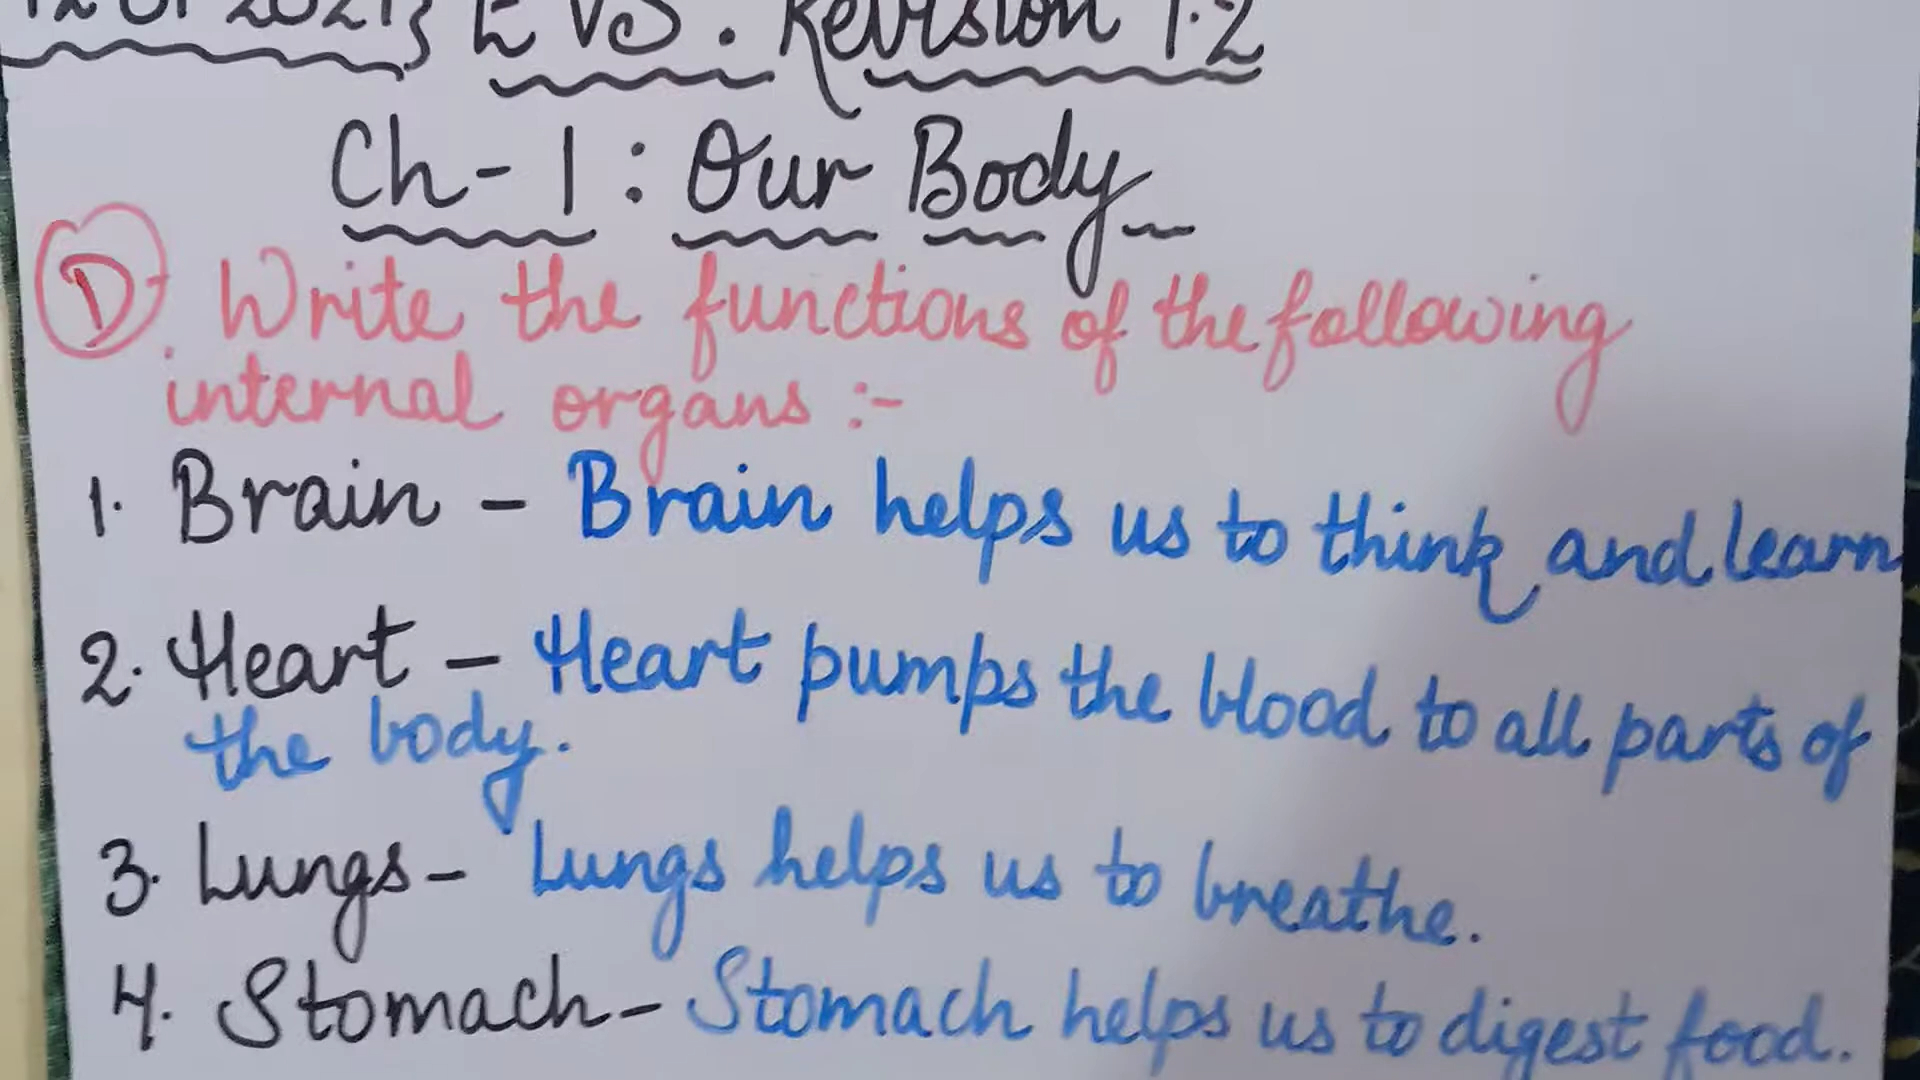 EVS. Revision 1.2
Ch-1: Our Body
D. Write the functions of the following
internal organs :-
1. Brain - Brain helps us to think and learn
2. Heart - Heart pumps the blood to all parts of
the body.
3. Lungs - Lungs helps us to breathe.
4. Stomach - Stomach helps us to digest food.